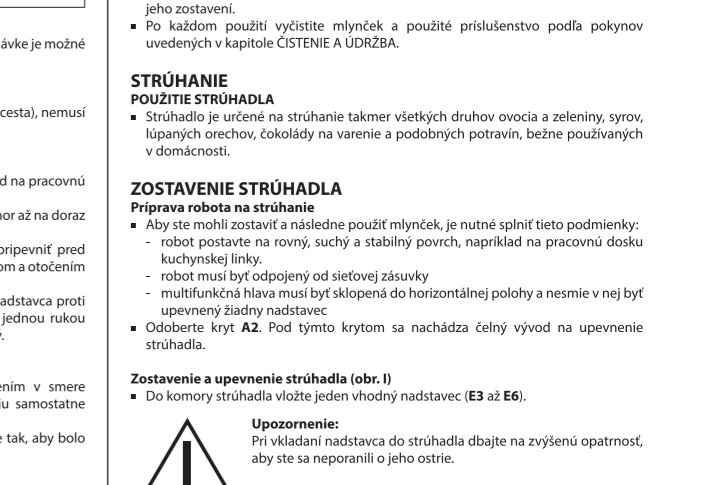 ávke je možné
cesta), nemusí
d na pracovnú
nor až na doraz
pripevniť pred
om a otočením
adstavca proti
jednou rukou
ením v smere
ju samostatne
e tak, aby bolo
jeho zostavení.
▪ Po každom použití vyčistite mlynček a použité príslušenstvo podľa pokynov
uvedených v kapitole ČISTENIE A ÚDRŽBA.
STRÚHANIE
POUŽITIE STRÚHADLA
▪ Strúhadlo je určené na strúhanie takmer všetkých druhov ovocia a zeleniny, syrov,
lúpaných orechov, čokolády na varenie a podobných potravín, bežne používaných
v domácnosti.
ZOSTAVENIE STRÚHADLA
Príprava robota na strúhanie
▪ Aby ste mohli zostaviť a následne použiť mlynček, je nutné splniť tieto podmienky:
- robot postavte na rovný, suchý a stabilný povrch, napríklad na pracovnú dosku
kuchynskej linky.
- robot musí byť odpojený od sieťovej zásuvky
- multifunkčná hlava musí byť sklopená do horizontálnej polohy a nesmie v nej byť
upevnený žiadny nadstavec
▪ Odoberte kryt A2. Pod týmto krytom sa nachádza čelný vývod na upevnenie
strúhadla.
Zostavenie a upevnenie strúhadla (obr. I)
▪ Do komory strúhadla vložte jeden vhodný nadstavec (E3 až E6).
Upozornenie:
Pri vkladaní nadstavca do strúhadla dbajte na zvýšenú opatrnosť,
aby ste sa neporanili o jeho ostrie.